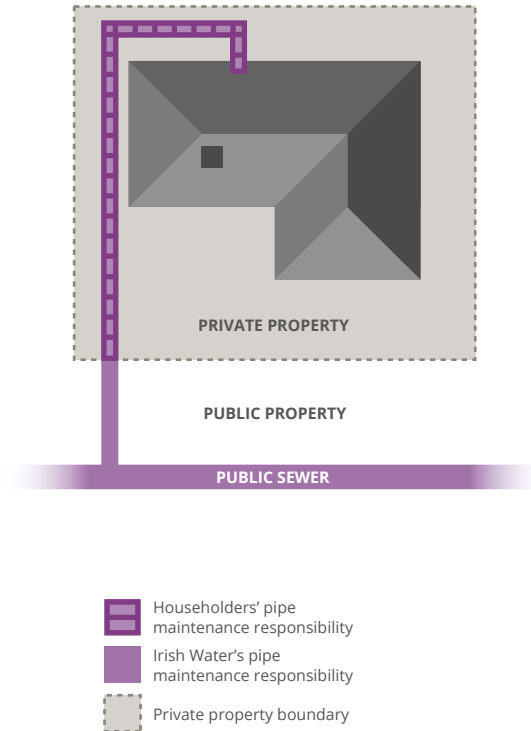 PRIVATE PROPERTY
PUBLIC PROPERTY
PUBLIC SEWER
Householders’ pipe
maintenance responsibility
Irish Water’s pipe
maintenance responsibility
Private property boundary